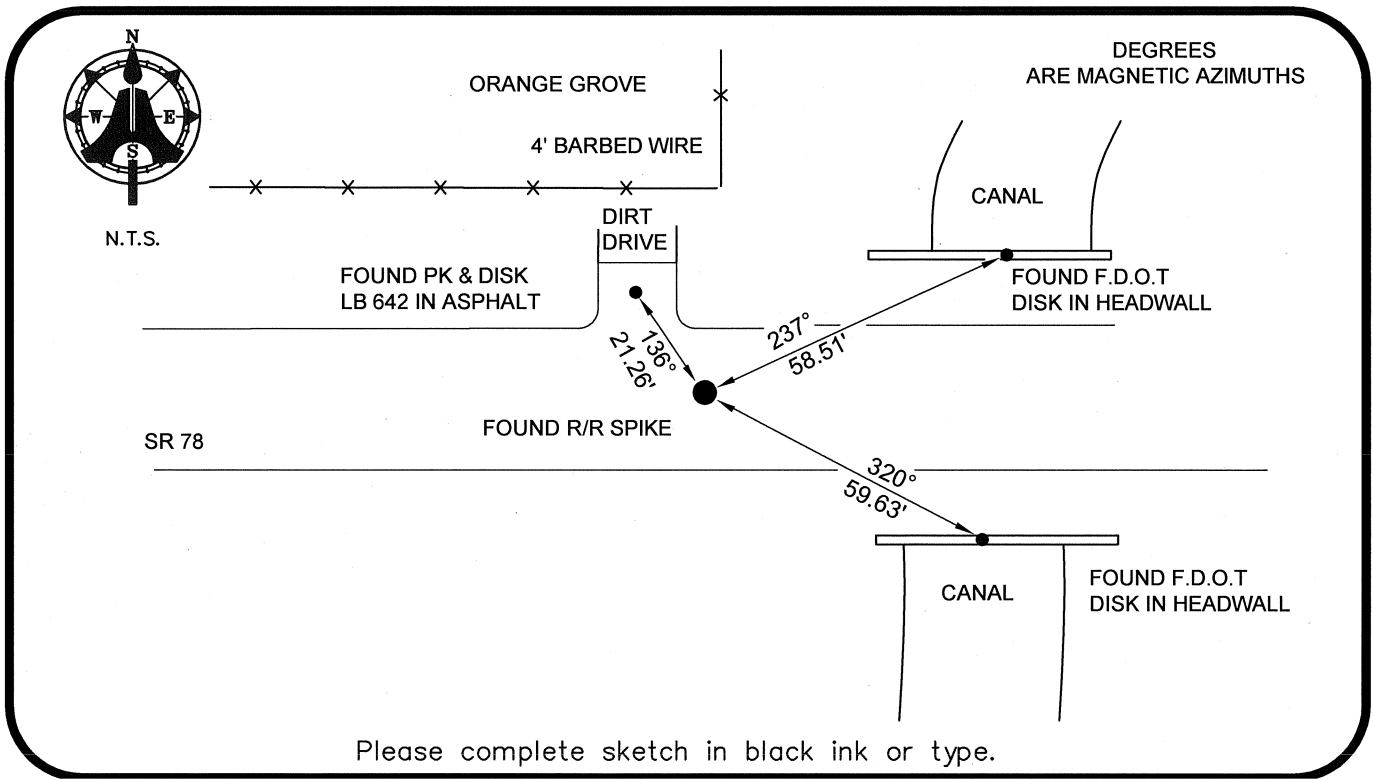 N
W
E
S
N.T.S.
DEGREES
ARE MAGNETIC AZIMUTHS
ORANGE GROVE
4' BARBED WIRE
CANAL
DIRT
DRIVE
FOUND PK & DISK
LB 642 IN ASPHALT
FOUND F.D.O.T
DISK IN HEADWALL
237°
58.51'
136°
21.26'
FOUND R/R SPIKE
SR 78
320°
59.63'
CANAL
FOUND F.D.O.T
DISK IN HEADWALL
Please complete sketch in black ink or type.